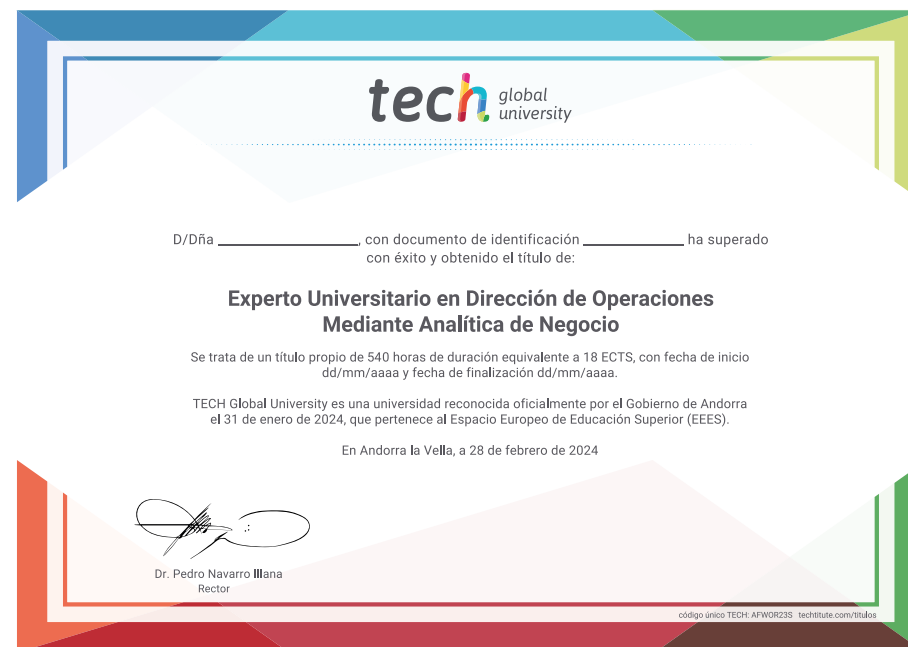 tech global university
D/Dña ____________________, con documento de identificación ______________ ha superado
con éxito y obtenido el título de:
Experto Universitario en Dirección de Operaciones
Mediante Analítica de Negocio
Se trata de un título propio de 540 horas de duración equivalente a 18 ECTS, con fecha de inicio
dd/mm/aaaa y fecha de finalización dd/mm/aaaa.
TECH Global University es una universidad reconocida oficialmente por el Gobierno de Andorra
el 31 de enero de 2024, que pertenece al Espacio Europeo de Educación Superior (EEES).
En Andorra la Vella, a 28 de febrero de 2024
Dr. Pedro Navarro Illana
Rector
código único TECH: AFWOR23S techtitute.com/titulos